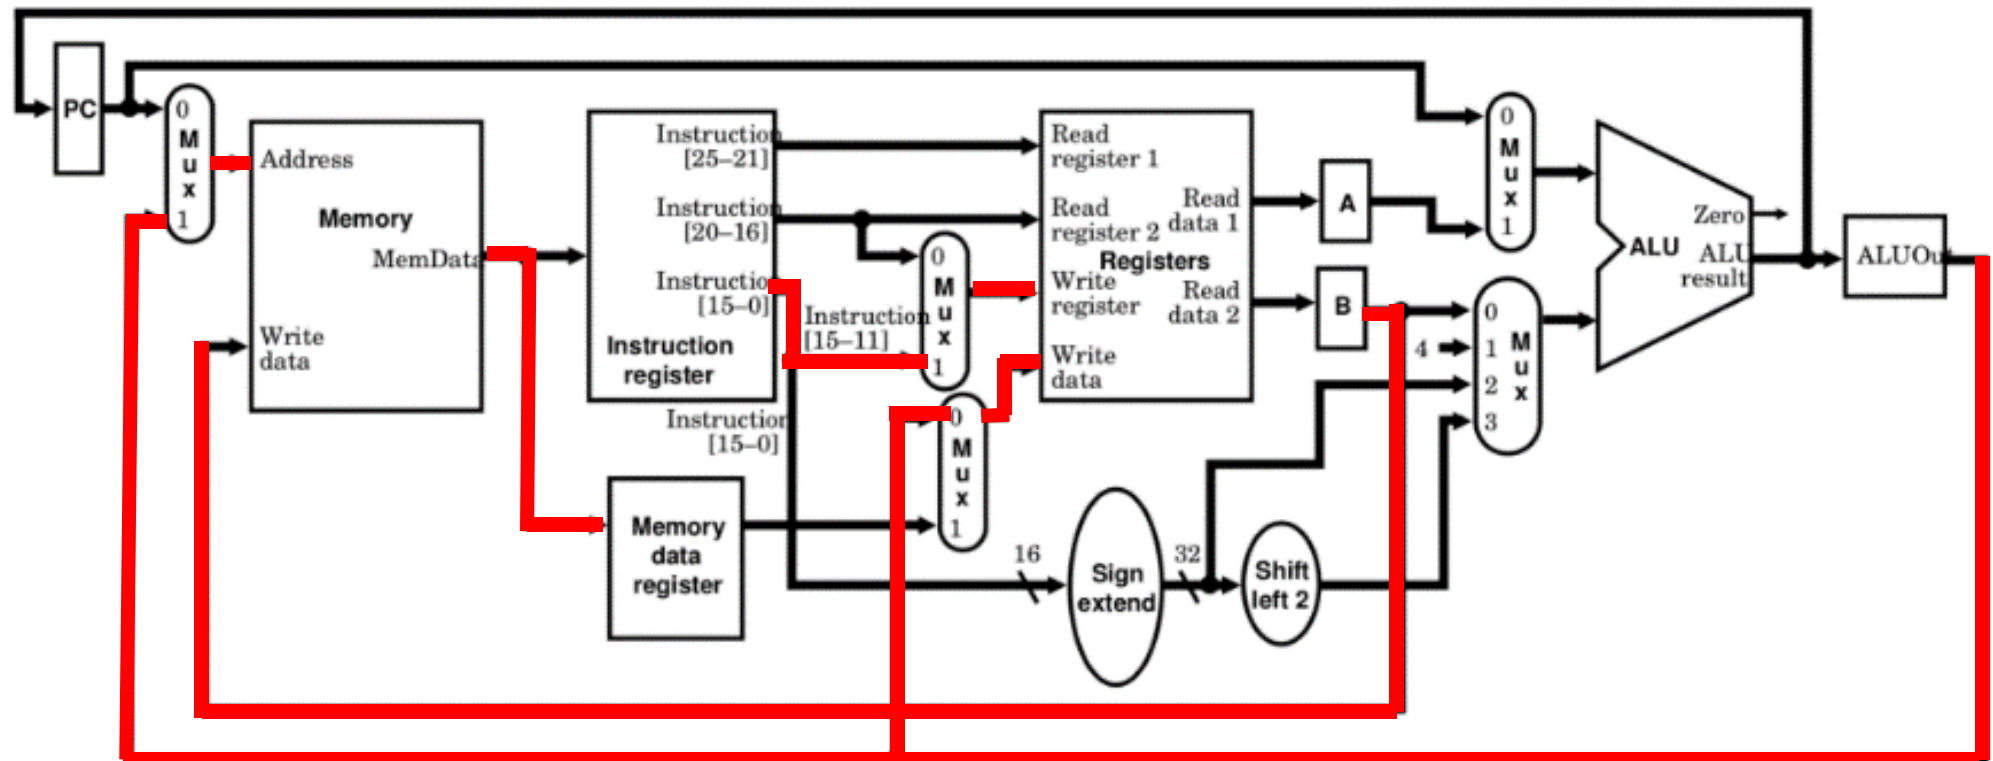 PC
0
M
u
x
1
Address
Memory
MemData
Write
data
Instruction
[25–21]
Instruction
[20–16]
Instruction
[15–0]
Instruction
register
Instruction
[15–11]
Instruction
[15–0]
Memory
data
register
0
M
u
x
1
0
M
u
x
1
Read
register 1
Read
register 2
Registers
Write
register
Write
data
Read
data 1
Read
data 2
16
Sign
extend
32
Shift
left 2
A
B
4
0
M
u
x
1
0
1
2
3
M
u
x
Zero
ALU
ALU
result
ALUOut